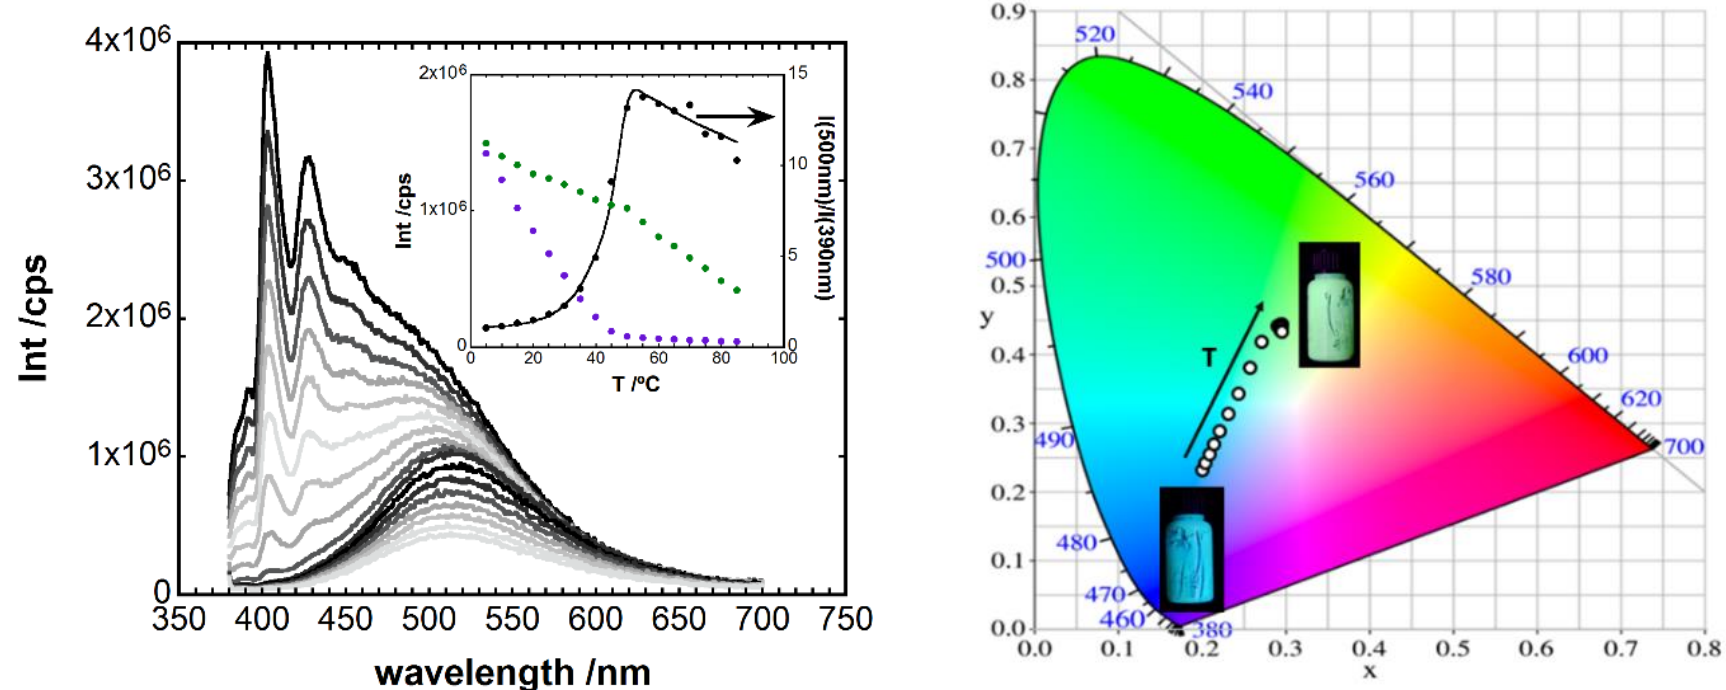 4x10⁶
3x10⁶
2x10⁶
1x10⁶
0
Int /cps
350 400 450 500 550 600 650 700 750
wavelength /nm
2x10⁶
1x10⁶
0
Int /cps
0 20 40 60 80 100
T /ºC
15
10
5
0
I(500nm)/I(390nm)
0.9
0.8
0.7
0.6
0.5
0.4
0.3
0.2
0.1
0.0
y
0.0 0.1 0.2 0.3 0.4 0.5 0.6 0.7 0.8
x
520
540
560
500
580
600
620
490
700
480
470
460
380
T